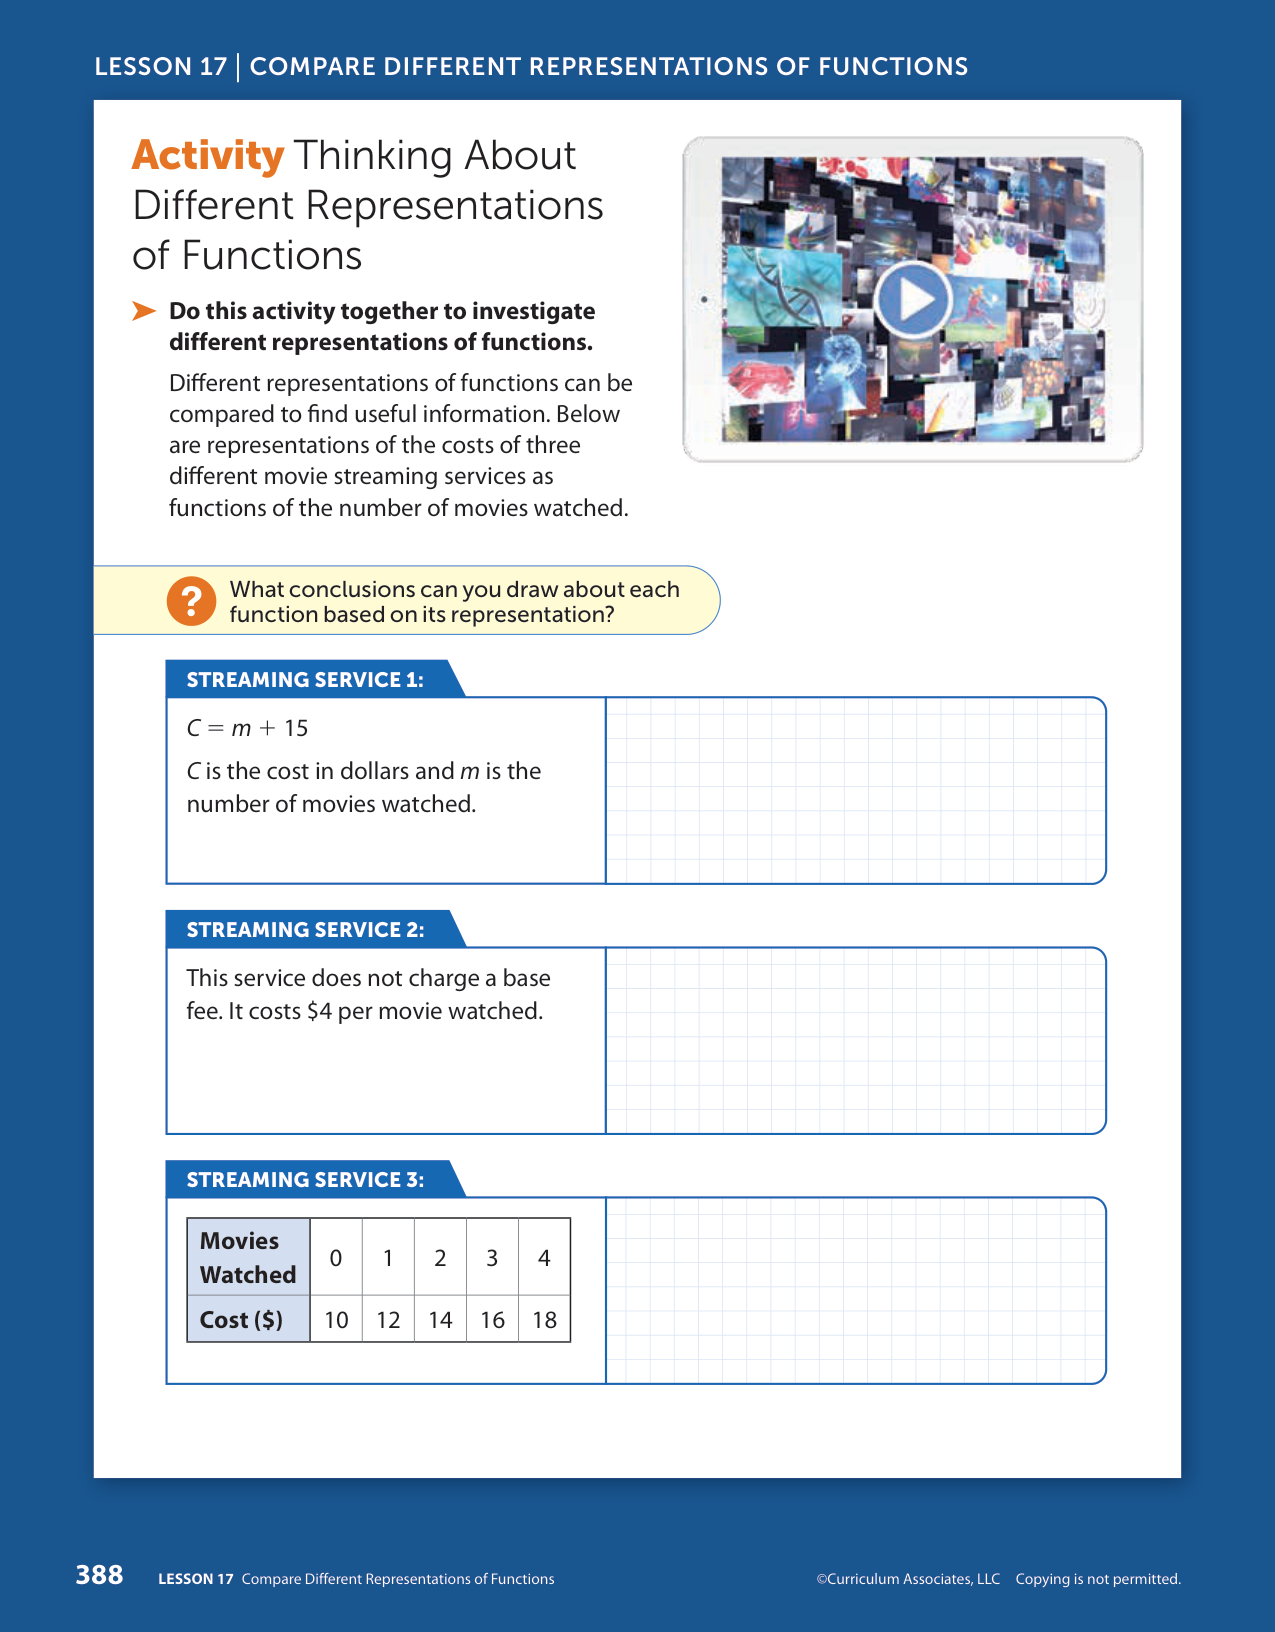 LESSON 17 | COMPARE DIFFERENT REPRESENTATIONS OF FUNCTIONS
Activity Thinking About
Different Representations
of Functions
➤ Do this activity together to investigate
different representations of functions.
Different representations of functions can be
compared to find useful information. Below
are representations of the costs of three
different movie streaming services as
functions of the number of movies watched.
? What conclusions can you draw about each
function based on its representation?
STREAMING SERVICE 1:
C = m + 15
C is the cost in dollars and m is the
number of movies watched.
STREAMING SERVICE 2:
This service does not charge a base
fee. It costs $4 per movie watched.
STREAMING SERVICE 3:
Movies
Watched 0 1 2 3 4
Cost ($) 10 12 14 16 18
388 LESSON 17 Compare Different Representations of Functions ©Curriculum Associates, LLC Copying is not permitted.